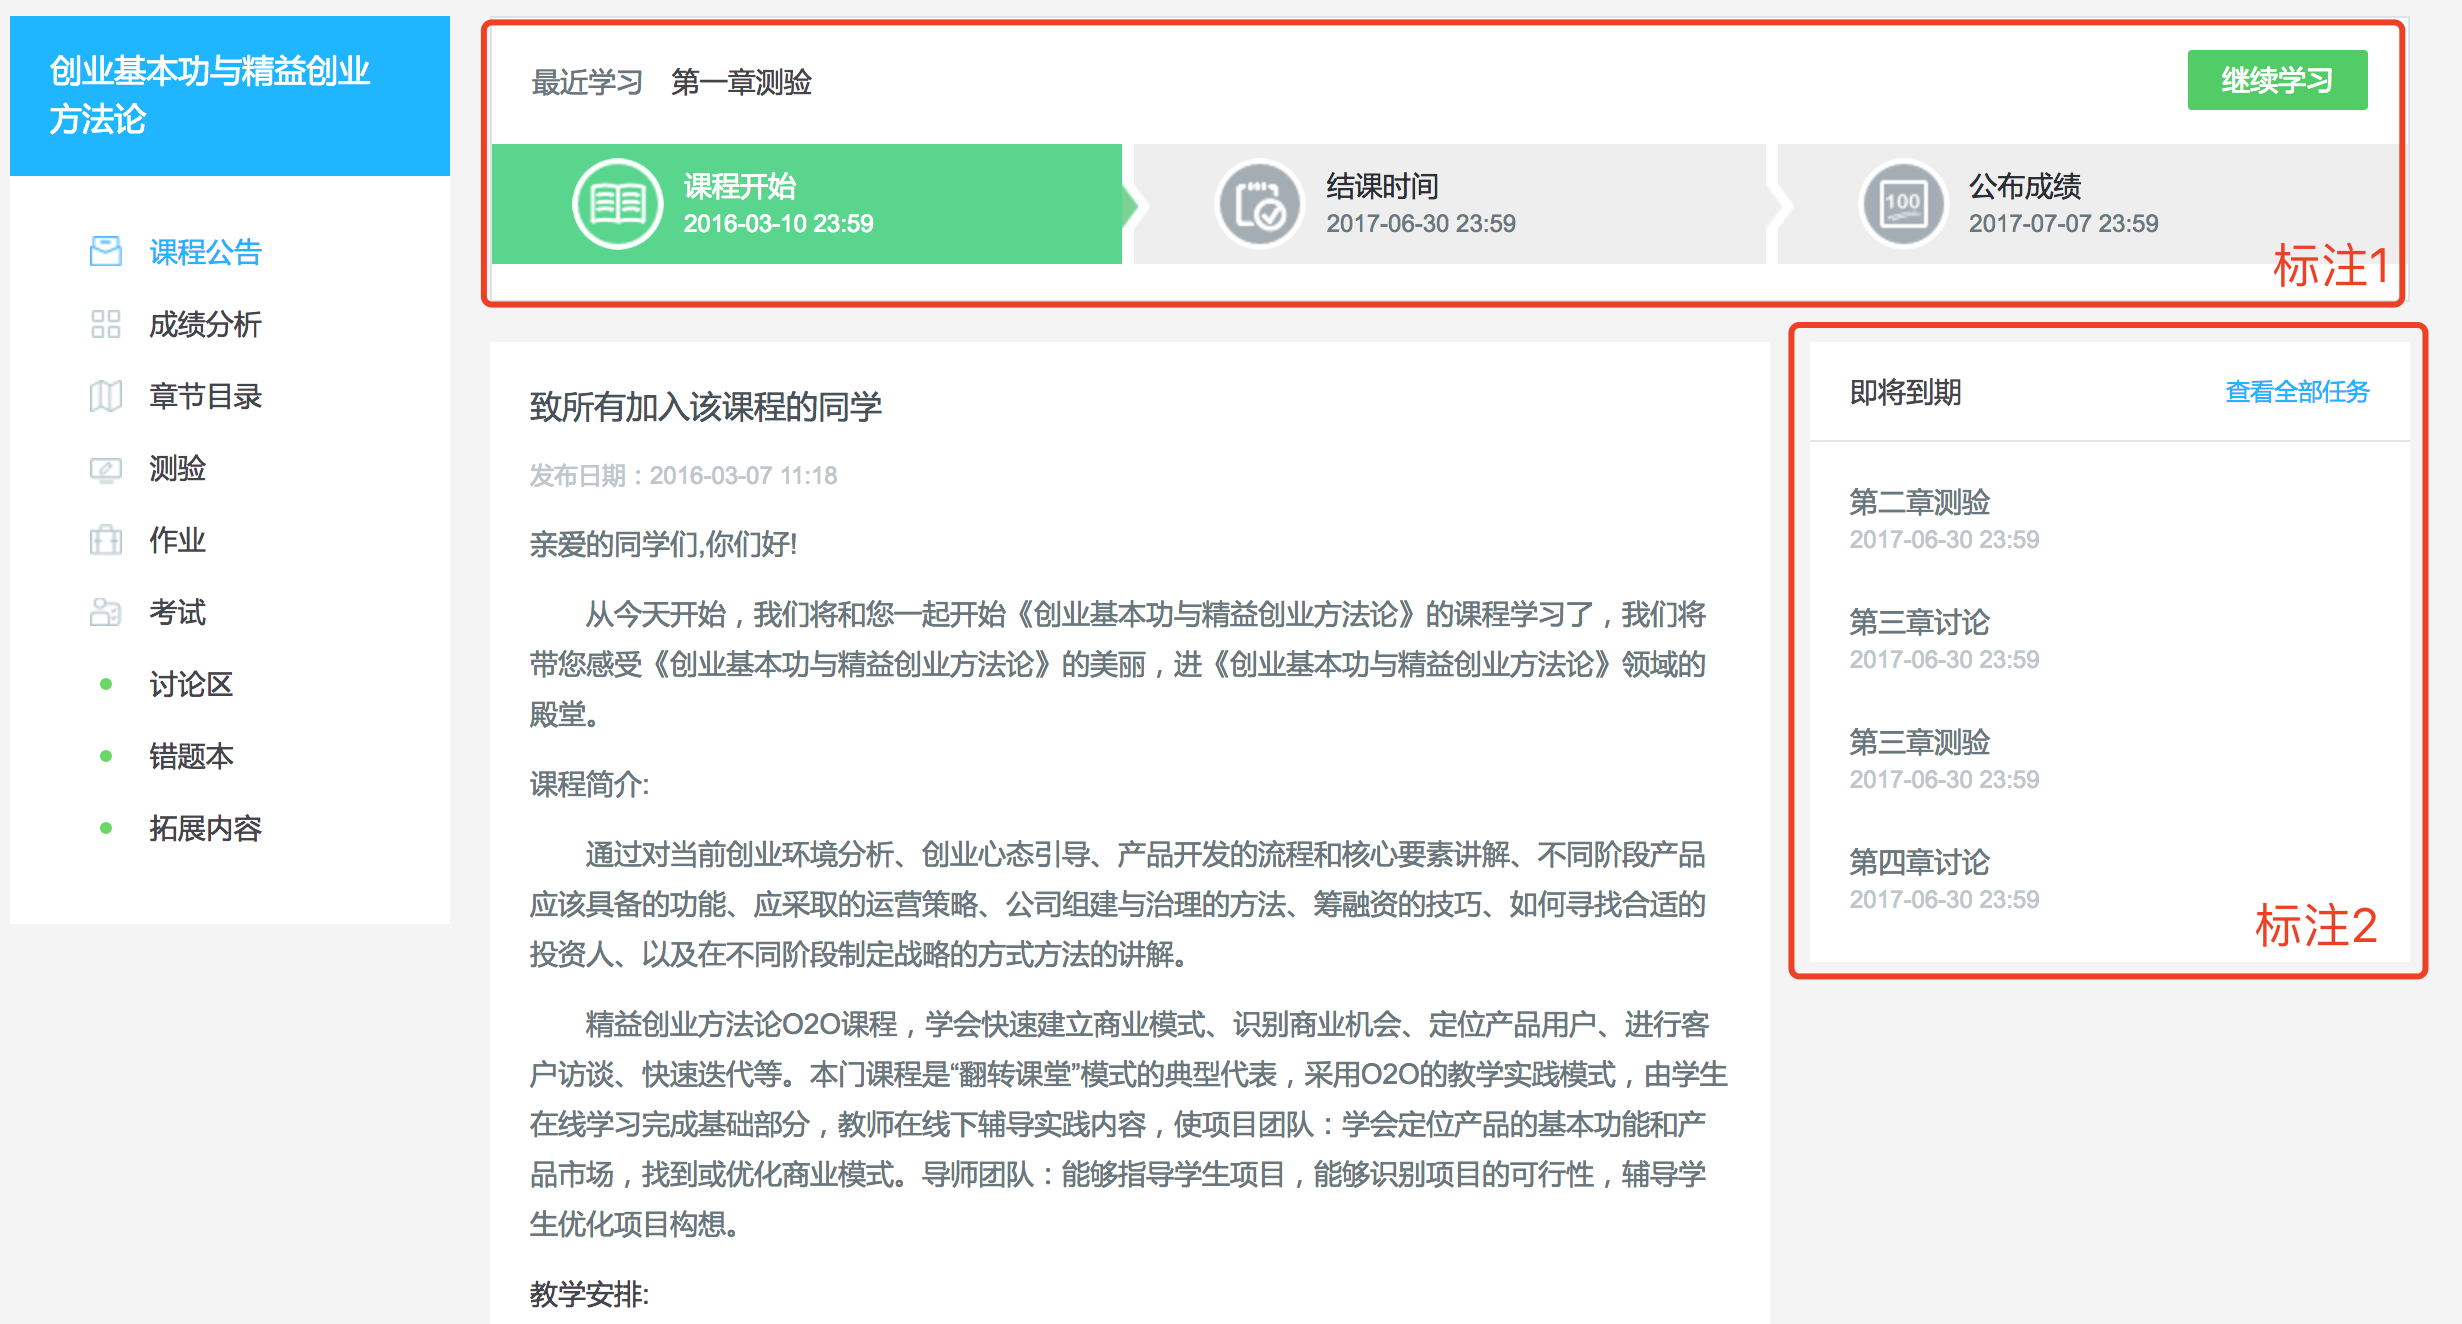 创业基本功与精益创业
方法论
课程公告
成绩分析
章节目录
测验
作业
考试
讨论区
错题本
拓展内容
最近学习 第一章测验
继续学习
课程开始
2016-03-10 23:59
结课时间
2017-06-30 23:59
100
公布成绩
2017-07-07 23:59
标注1
致所有加入该课程的同学
发布日期：2016-03-07 11:18
亲爱的同学们,你们好!
从今天开始，我们将和您一起开始《创业基本功与精益创业方法论》的课程学习了，我们将
带您感受《创业基本功与精益创业方法论》的美丽，进《创业基本功与精益创业方法论》领域的
殿堂。
课程简介:
通过对当前创业环境分析、创业心态引导、产品开发的流程和核心要素讲解、不同阶段产品
应该具备的功能、应采取的运营策略、公司组建与治理的方法、筹融资的技巧、如何寻找合适的
投资人、以及在不同阶段制定战略的方式方法的讲解。
精益创业方法论O2O课程，学会快速建立商业模式、识别商业机会、定位产品用户、进行客
户访谈、快速迭代等。本门课程是“翻转课堂”模式的典型代表，采用O2O的教学实践模式，由学生
在线学习完成基础部分，教师在线下辅导实践内容，使项目团队：学会定位产品的基本功能和产
品市场，找到或优化商业模式。导师团队：能够指导学生项目，能够识别项目的可行性，辅导学
生优化项目构想。
教学安排:
即将到期 查看全部任务
第二章测验
2017-06-30 23:59
第三章讨论
2017-06-30 23:59
第三章测验
2017-06-30 23:59
第四章讨论
2017-06-30 23:59
标注2